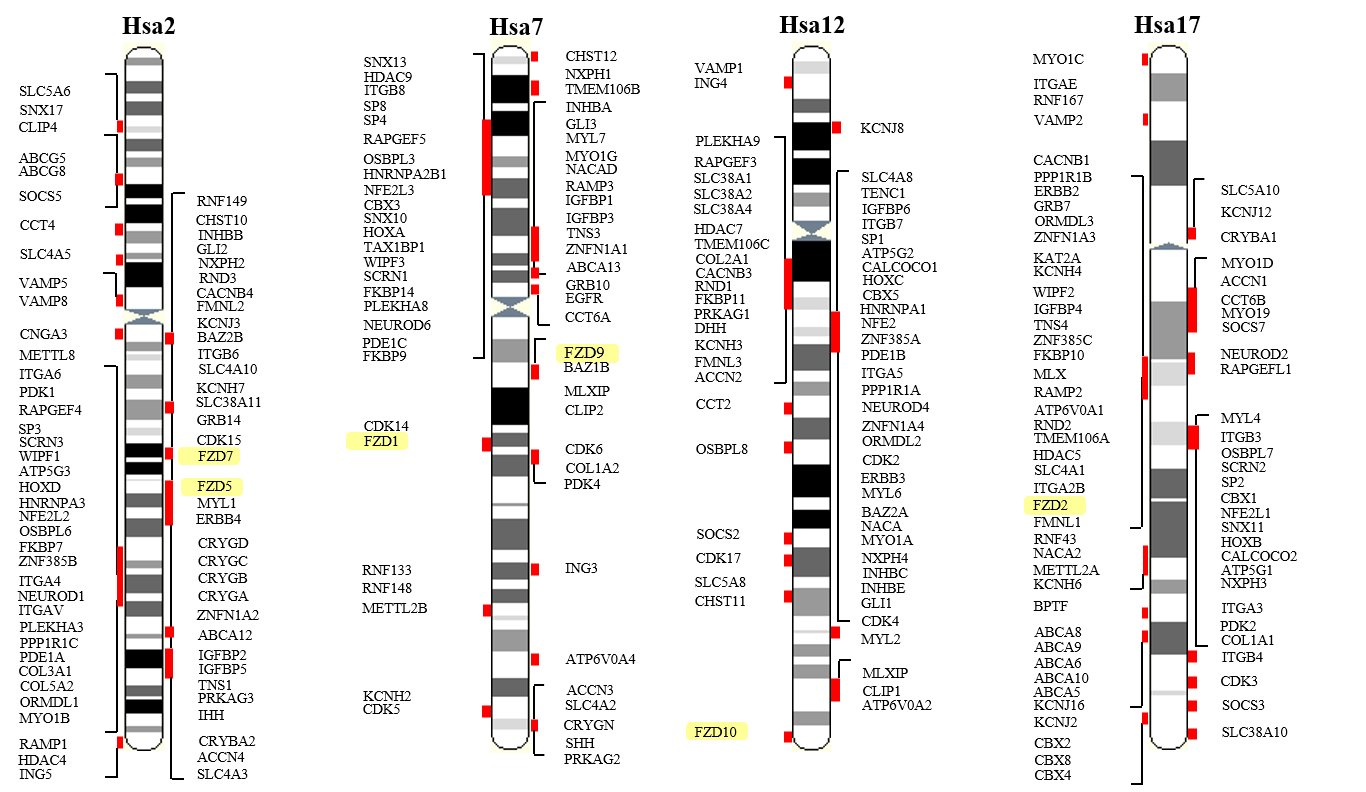 Hsa2
SLC5A6
SNX17
CLIP4
ABCG5
ABCG8
SOCS5
CCT4
SLC4A5
VAMP5
VAMP8
CNGA3
METTL8
ITGA6
PDK1
RAPGEF4
SP3
SCRN3
WIPF1
ATP5G3
HOXD
HNRNPA3
NFE2L2
OSBPL6
FKBP7
ZNF385B
ITGA4
NEUROD1
ITGAV
PLEKHA3
PPP1R1C
PDE1A
COL3A1
COL5A2
ORMDL1
MYO1B
RAMP1
HDAC4
ING5
RNF149
CHST10
INHBB
GLI2
NXPH2
RND3
CACNB4
FMNL2
KCNJ3
BAZ2B
ITGB6
SLC4A10
KCNH7
SLC38A11
GRB14
CDK15
FZD7
FZD5
MYL1
ERBB4
CRYGD
CRYGC
CRYGB
CRYGA
ZNFN1A2
ABCA12
IGFBP2
IGFBP5
TNS1
PRKAG3
IHH
CRYBA2
ACCN4
SLC4A3
Hsa7
SNX13
HDAC9
ITGB8
SP8
SP4
RAPGEF5
OSBPL3
HNRNPA2B1
NFE2L3
CBX3
SNX10
HOXA
TAX1BP1
WIPF3
SCRN1
FKBP14
PLEKHA8
NEUROD6
PDE1C
FKBP9
CDK14
FZD1
RNF133
RNF148
METTL2B
KCNH2
CDK5
CHST12
NXPH1
TMEM106B
INHBA
GLI3
MYL7
MYO1G
NACAD
RAMP3
IGFBP1
IGFBP3
TNS3
ZNFN1A1
ABCA13
GRB10
EGFR
CCT6A
FZD9
BAZ1B
MLXIP
CLIP2
CDK6
COL1A2
PDK4
ING3
ATP6V0A4
ACCN3
SLC4A2
CRYGN
SHH
PRKAG2
Hsa12
VAMP1
ING4
PLEKHA9
RAPGEF3
SLC38A1
SLC38A2
SLC38A4
HDAC7
TMEM106C
COL2A1
CACNB3
RND1
FKBP11
PRKAG1
DHH
KCNH3
FMNL3
ACCN2
CCT2
OSBPL8
SOCS2
CDK17
SLC5A8
CHST11
FZD10
KCNJ8
SLC4A8
TENC1
IGFBP6
ITGB7
SP1
ATP5G2
CALCOCO1
HOXC
CBX5
HNRNPA1
NFE2
ZNF385A
PDE1B
ITGA5
PPP1R1A
NEUROD4
ZNFN1A4
ORMDL2
CDK2
ERBB3
MYL6
BAZ2A
NACA
MYO1A
NXPH4
INHBC
INHBE
GLI1
CDK4
MYL2
MLXIP
CLIP1
ATP6V0A2
Hsa17
MYO1C
ITGAE
RNF167
VAMP2
CACNB1
PPP1R1B
ERBB2
GRB7
ORMDL3
ZNFN1A3
KAT2A
KCNH4
WIPF2
IGFBP4
TNS4
ZNF385C
FKBP10
MLX
RAMP2
ATP6V0A1
RND2
TMEM106A
HDAC5
SLC4A1
ITGA2B
FZD2
FMNL1
RNF43
NACA2
METTL2A
KCNH6
BPTF
ABCA8
ABCA9
ABCA6
ABCA10
ABCA5
KCNJ16
KCNJ2
CBX2
CBX8
CBX4
SLC5A10
KCNJ12
CRYBA1
MYO1D
ACCN1
CCT6B
MYO19
SOCS7
NEUROD2
RAPGEFL1
MYL4
ITGB3
OSBPL7
SCRN2
SP2
CBX1
NFE2L1
SNX11
HOXB
CALCOCO2
ATP5G1
NXPH3
ITGA3
PDK2
COL1A1
ITGB4
CDK3
SOCS3
SLC38A10